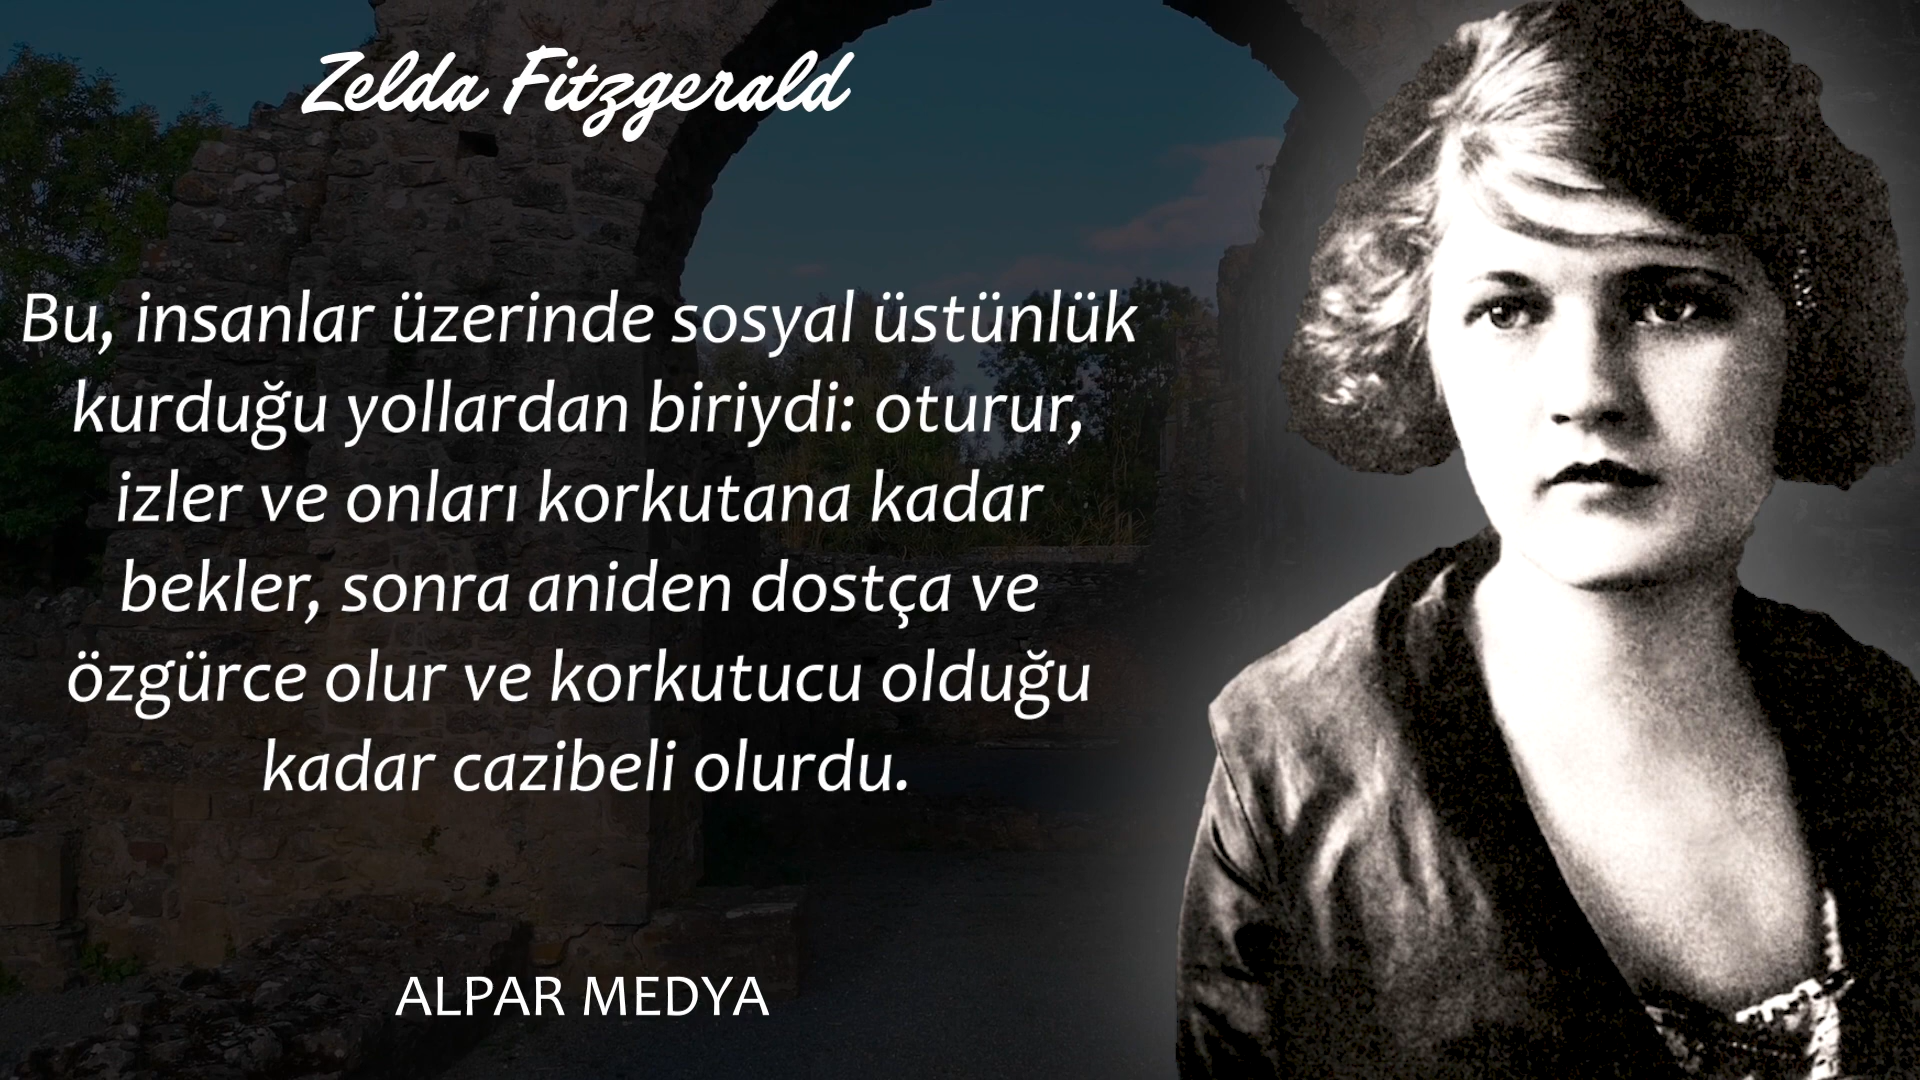 Zelda Fitzgerald
Bu, insanlar üzerinde sosyal üstünlük
kurduğu yollardan biriydi: oturur,
izler ve onları korkutana kadar
bekler, sonra aniden dostça ve
özgürce olur ve korkutucu olduğu
kadar cazibeli olurdu.
ALPAR MEDYA